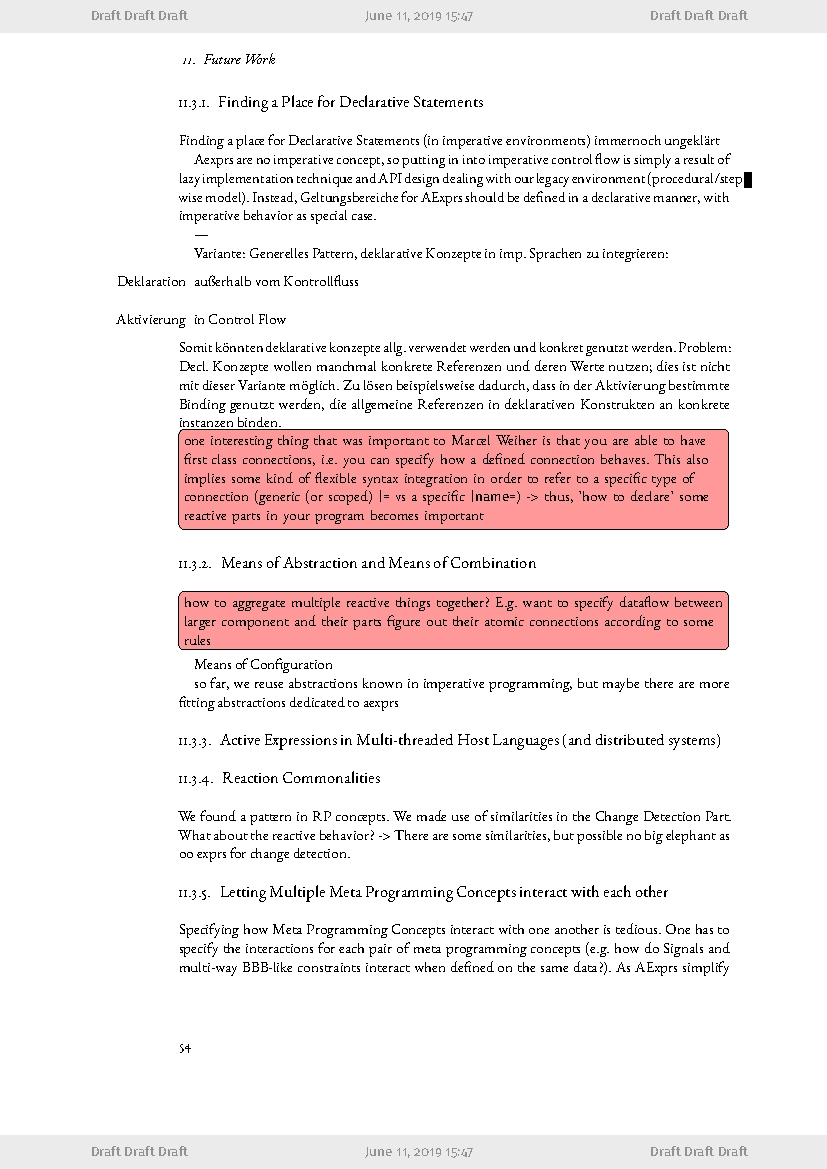 Draft Draft Draft June 11, 2019 15:47 Draft Draft Draft
11. Future Work
11.3.1. Finding a Place for Declarative Statements
Finding a place for Declarative Statements (in imperative environments) immernoch ungeklärt
Aexprs are no imperative concept, so putting in into imperative control flow is simply a result of
lazy implementation technique and API design dealing with our legacy environment (procedural/step
wise model). Instead, Geltungsbereiche for AExprs should be defined in a declarative manner, with
imperative behavior as special case.
—
Variante: Generelles Pattern, deklarative Konzepte in imp. Sprachen zu integrieren:
Deklaration außerhalb vom Kontrollfluss
Aktivierung in Control Flow
Somit könnten deklarative konzepte allg. verwendet werden und konkret genutzt werden. Problem:
Decl. Konzepte wollen manchmal konkrete Referenzen und deren Werte nutzen; dies ist nicht
mit dieser Variante möglich. Zu lösen beispielsweise dadurch, dass in der Aktivierung bestimmte
Binding genutzt werden, die allgemeine Referenzen in deklarativen Konstrukten an konkrete
instanzen binden.
one interesting thing that was important to Marcel Weiher is that you are able to have
first class connections, i.e. you can specify how a defined connection behaves. This also
implies some kind of flexible syntax integration in order to refer to a specific type of
connection (generic (or scoped) |= vs a specific |name=) -> thus, 'how to declare' some
reactive parts in your program becomes important
11.3.2. Means of Abstraction and Means of Combination
how to aggregate multiple reactive things together? E.g. want to specify dataflow between
larger component and their parts figure out their atomic connections according to some
rules
Means of Configuration
so far, we reuse abstractions known in imperative programming, but maybe there are more
fitting abstractions dedicated to aexprs
11.3.3. Active Expressions in Multi-threaded Host Languages (and distributed systems)
11.3.4. Reaction Commonalities
We found a pattern in RP concepts. We made use of similarities in the Change Detection Part.
What about the reactive behavior? -> There are some similarities, but possible no big elephant as
oo exprs for change detection.
11.3.5. Letting Multiple Meta Programming Concepts interact with each other
Specifying how Meta Programming Concepts interact with one another is tedious. One has to
specify the interactions for each pair of meta programming concepts (e.g. how do Signals and
multi-way BBB-like constraints interact when defined on the same data?). As AExprs simplify
54
Draft Draft Draft June 11, 2019 15:47 Draft Draft Draft